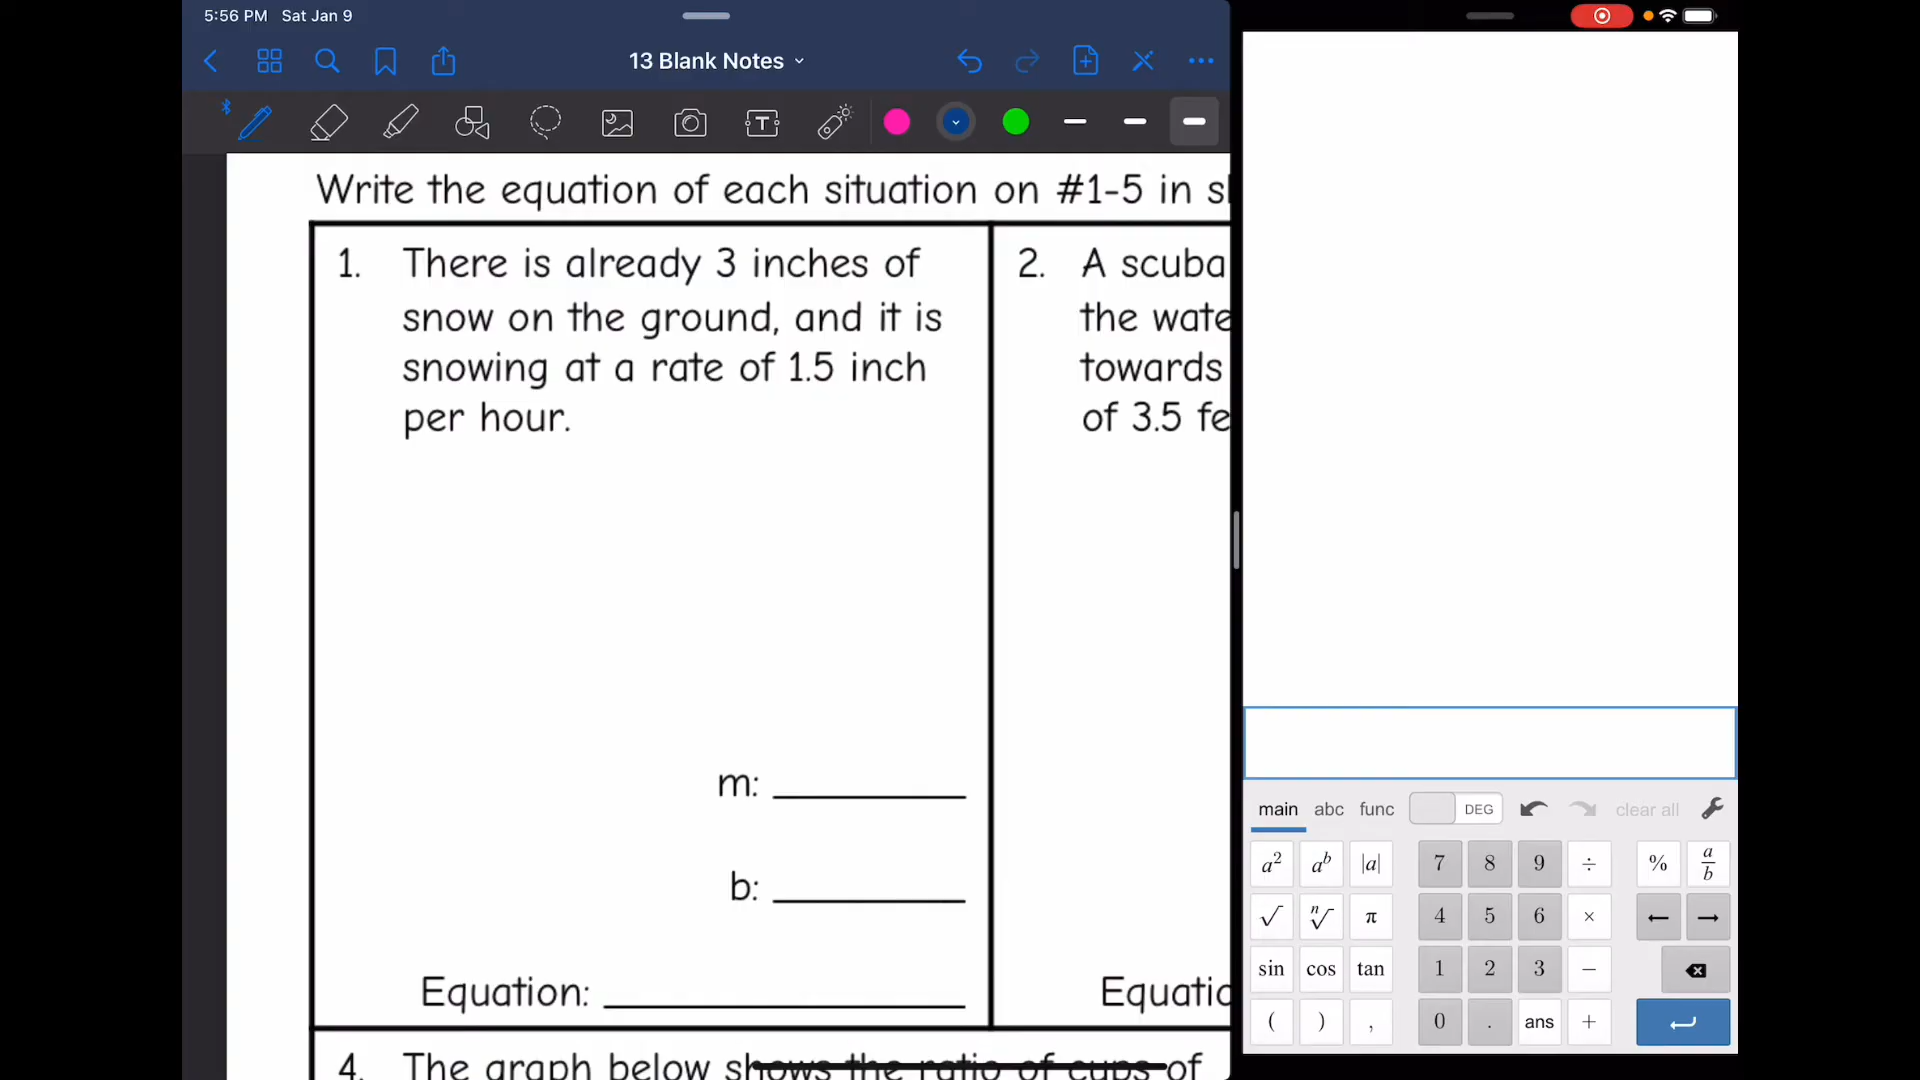 5:56 PM Sat Jan 9
13 Blank Notes
T
Write the equation of each situation on #1-5 in
1. There is already 3 inches of
snow on the ground, and it is
snowing at a rate of 1.5 inch
per hour.
m:
b:
Equation:
2. A scuba
the wate
towards
of 3.5 fe
Equatio
4. The graph below shows the ratio of cups of
main abc func DEG clear all
a² aᵇ |a| 7 8 9 ÷ % a/b
√ ⁿ√ π 4 5 6 × ← →
sin cos tan 1 2 3 −
( ) , 0 . ans +